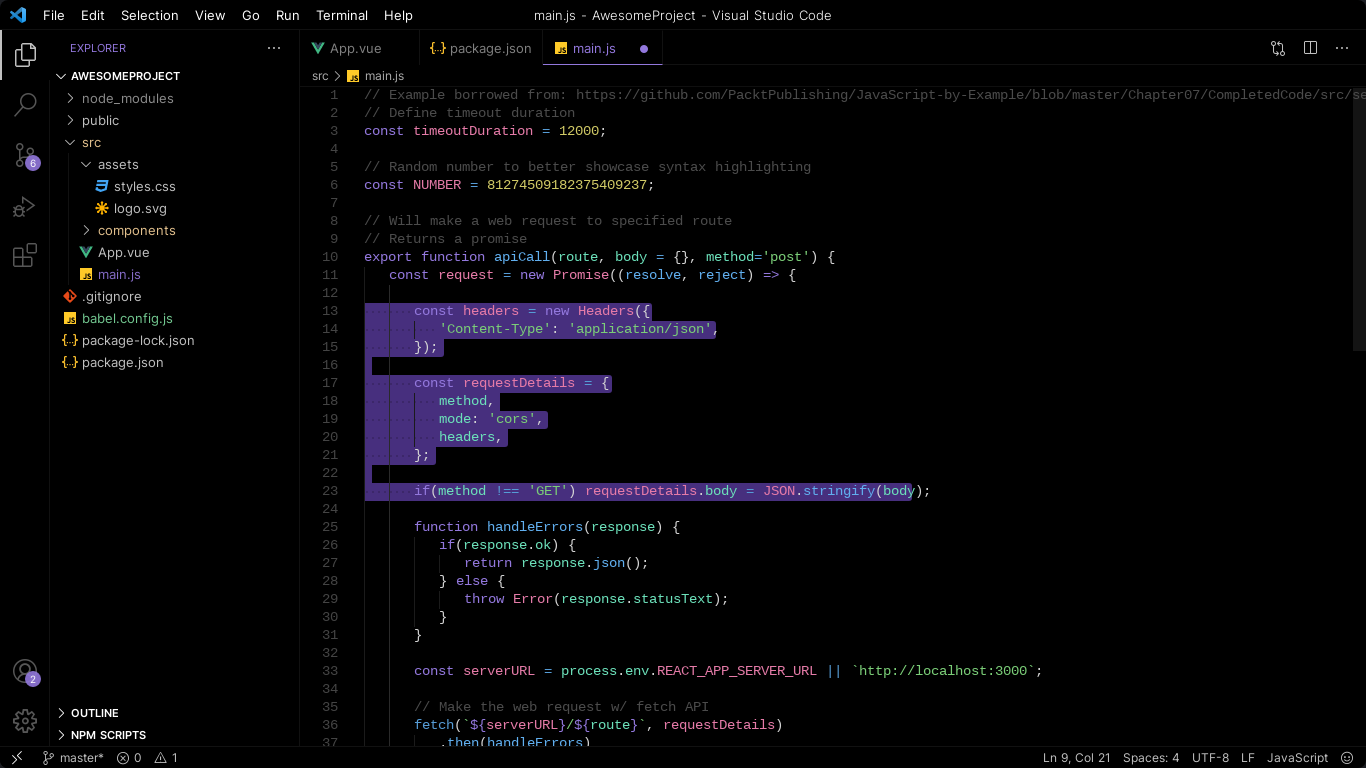 File Edit Selection View Go Run Terminal Help
main.js - AwesomeProject - Visual Studio Code
EXPLORER
AWESOMEPROJECT
node_modules
public
src
assets
styles.css
logo.svg
components
App.vue
main.js
.gitignore
babel.config.js
package-lock.json
package.json
OUTLINE
NPM SCRIPTS
6
2
App.vue
package.json
main.js
src > main.js
1 // Example borrowed from: https://github.com/PacktPublishing/JavaScript-by-Example/blob/master/Chapter07/CompletedCode/src/se
2 // Define timeout duration
3 const timeoutDuration = 12000;
4
5 // Random number to better showcase syntax highlighting
6 const NUMBER = 81274509182375409237;
7
8 // Will make a web request to specified route
9 // Returns a promise
10 export function apiCall(route, body = {}, method='post') {
11 const request = new Promise((resolve, reject) => {
12
13 const headers = new Headers({
14 'Content-Type': 'application/json',
15 });
16
17 const requestDetails = {
18 method,
19 mode: 'cors',
20 headers,
21 };
22
23 if(method !== 'GET') requestDetails.body = JSON.stringify(body);
24
25 function handleErrors(response) {
26 if(response.ok) {
27 return response.json();
28 } else {
29 throw Error(response.statusText);
30 }
31 }
32
33 const serverURL = process.env.REACT_APP_SERVER_URL || `http://localhost:3000`;
34
35 // Make the web request w/ fetch API
36 fetch(`${serverURL}/${route}`, requestDetails)
37 .then(handleErrors)
master* 0 1
Ln 9, Col 21 Spaces: 4 UTF-8 LF JavaScript